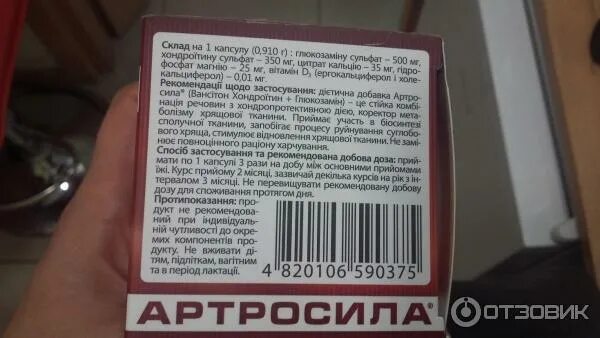 Склад на 1 капсулу (0,910 г) : глюкозаміну сульфат – 500 мг,
хондроїтину сульфат – 350 мг, цитрат кальцію – 35 мг, гідро-
фосфат магнію – 25 мг, вітамін D₃ (ергокальциферол і холе-
кальциферол) – 0,01 мг.
Рекомендації щодо застосування: дієтична добавка Артро-
сила® (Вансітон Хондроїтин + Глюкозамін) – це стійка комбі-
нація речовин з хондропротективною дією, коректор мета-
болізму хрящової тканини. Приймає участь в біосинтезі
сполучної тканини, запобігає процесу руйнування суглобо-
вого хряща, стимулює відновлення хрящової тканини. Не замі-
нює повноцінного раціону харчування.
Спосіб застосування та рекомендована добова доза: прий-
мати по 1 капсулі 3 рази на добу між основними прийомами
їжі. Курс прийому 2 місяці, зазвичай декілька курсів на рік з ін-
тервалом 3 місяці. Не перевищувати рекомендовану добову
дозу для споживання протягом дня.
Протипоказання: про-
дукт не рекомендова-
ний при індивідуаль-
ній чутливості до окре-
мих компонентів про-
дукту. Не вживати ді-
тям, підліткам, вагітним
та в період лактації.
4 820106 590375
АРТРОСИЛА®
ОТЗОВИК